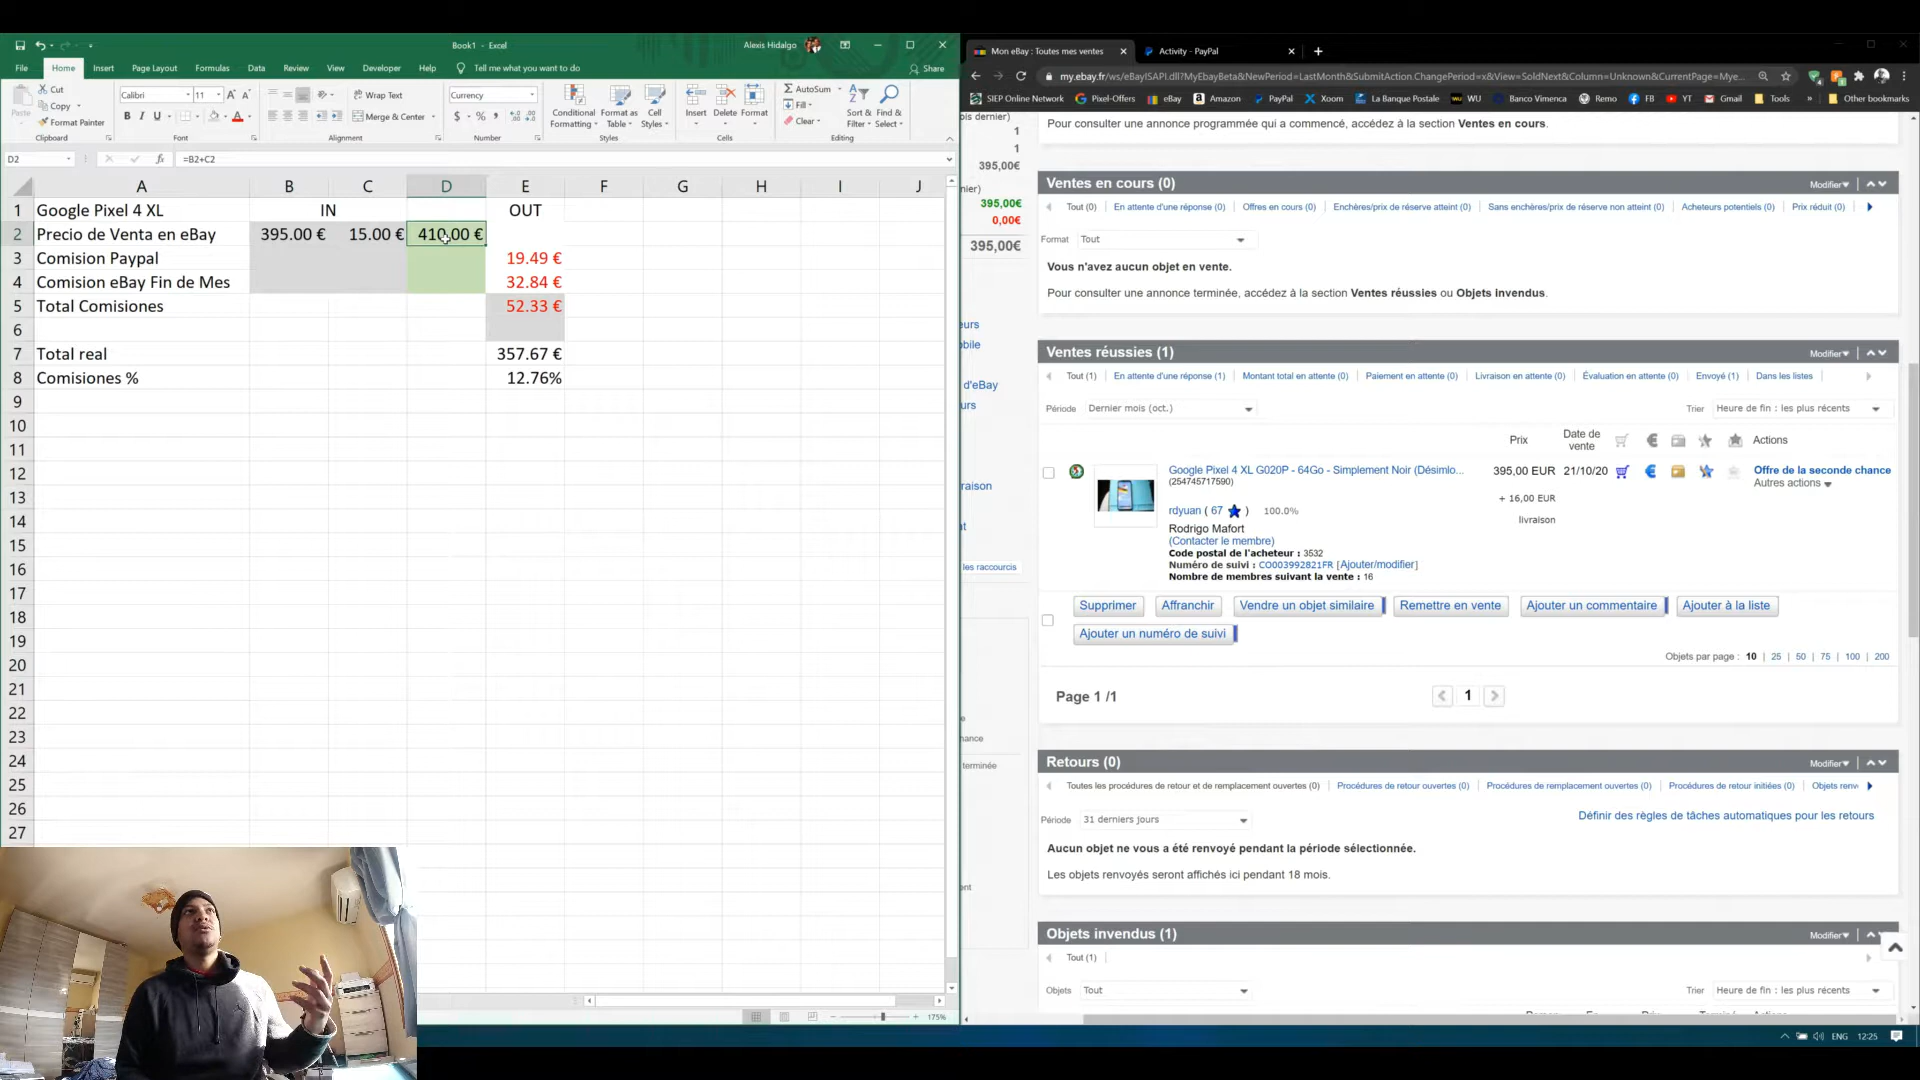 Book1 - Excel
Alexis Hidalgo
File Home Insert Page Layout Formulas Data Review View Developer Help Tell me what you want to do
Share
Paste
Cut
Copy
Format Painter
Clipboard
Calibri 11
B I U
Font
Wrap Text
Merge & Center
Alignment
Currency
$ % ,
Number
Conditional Formatting
Format as Table
Cell Styles
Styles
Insert Delete Format
Cells
AutoSum
Fill
Clear
Sort & Filter
Find & Select
Editing
D2 fx =B2+C2
A B C D E F G H I J
1 Google Pixel 4 XL IN OUT
2 Precio de Venta en eBay 395.00 € 15.00 € 410.00 €
3 Comision Paypal 19.49 €
4 Comision eBay Fin de Mes 32.84 €
5 Total Comisiones 52.33 €
6
7 Total real 357.67 €
8 Comisiones % 12.76%
9
10
11
12
13
14
15
16
17
18
19
20
21
22
23
24
25
26
27
175%
Mon eBay : Toutes mes ventes
Activity - PayPal
my.ebay.fr/ws/eBayISAPI.dll?MyEbayBeta&NewPeriod=LastMonth&SubmitAction.ChangePeriod=x&View=SoldNext&Column=Unknown&CurrentPage=Mye...
SIEP Online Network Pixel-Offers eBay Amazon PayPal Xoom La Banque Postale WU Banco Vimenca Remo FB YT Gmail Tools » Other bookmarks
ois dernier)
1
1
395,00€
nier)
395,00€
0,00€
395,00€
eurs
obile
d'eBay
ours
vraison
at
les raccourcis
nance
terminée
ent
Pour consulter une annonce programmée qui a commencé, accédez à la section Ventes en cours.
Ventes en cours (0) Modifier
Tout (0) En attente d'une réponse (0) Offres en cours (0) Enchères/prix de réserve atteint (0) Sans enchères/prix de réserve non atteint (0) Acheteurs potentiels (0) Prix réduit (0)
Format Tout
Vous n'avez aucun objet en vente.
Pour consulter une annonce terminée, accédez à la section Ventes réussies ou Objets invendus.
Ventes réussies (1) Modifier
Tout (1) En attente d'une réponse (1) Montant total en attente (0) Paiement en attente (0) Livraison en attente (0) Évaluation en attente (0) Envoyé (1) Dans les listes
Période Dernier mois (oct.) Trier Heure de fin : les plus récents
Prix Date de vente Actions
Google Pixel 4 XL G020P - 64Go - Simplement Noir (Désimlo... 395,00 EUR 21/10/20 Offre de la seconde chance
(254745717590) Autres actions
+ 16,00 EUR
livraison
rdyuan ( 67 ) 100.0%
Rodrigo Mafort
(Contacter le membre)
Code postal de l'acheteur : 3532
Numéro de suivi : CO003992821FR [Ajouter/modifier]
Nombre de membres suivant la vente : 16
Supprimer Affranchir Vendre un objet similaire Remettre en vente Ajouter un commentaire Ajouter à la liste
Ajouter un numéro de suivi
Objets par page : 10 | 25 | 50 | 75 | 100 | 200
Page 1 /1 1
Retours (0) Modifier
Toutes les procédures de retour et de remplacement ouvertes (0) Procédures de retour ouvertes (0) Procédures de remplacement ouvertes (0) Modifier Procédures de retour initiées (0) Objets renv
Période 31 derniers jours Définir des règles de tâches automatiques pour les retours
Aucun objet ne vous a été renvoyé pendant la période sélectionnée.
Les objets renvoyés seront affichés ici pendant 18 mois.
Objets invendus (1) Modifier
Tout (1)
Objets Tout Trier Heure de fin : les plus récents
ENG 12:25